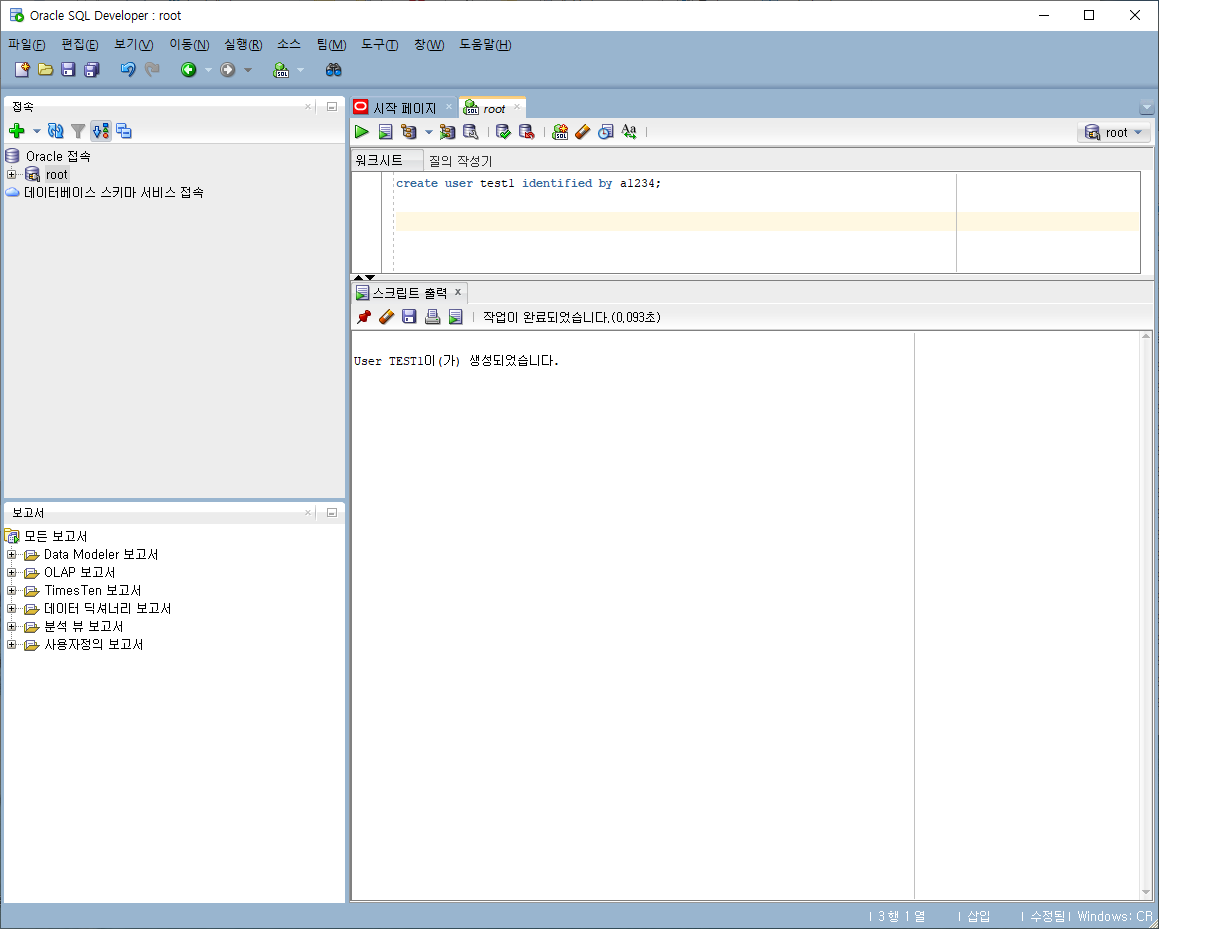 Oracle SQL Developer : root
파일(F) 편집(E) 보기(V) 이동(N) 실행(R) 소스 팀(M) 도구(T) 창(W) 도움말(H)
접속
Oracle 접속
root
데이터베이스 스키마 서비스 접속
보고서
모든 보고서
Data Modeler 보고서
OLAP 보고서
TimesTen 보고서
데이터 딕셔너리 보고서
분석 뷰 보고서
사용자정의 보고서
시작 페이지 root
root
워크시트 질의 작성기
create user test1 identified by a1234;
스크립트 출력
작업이 완료되었습니다.(0.093초)
User TEST1이(가) 생성되었습니다.
3 행 1 열 삽입 수정됨 Windows: CR